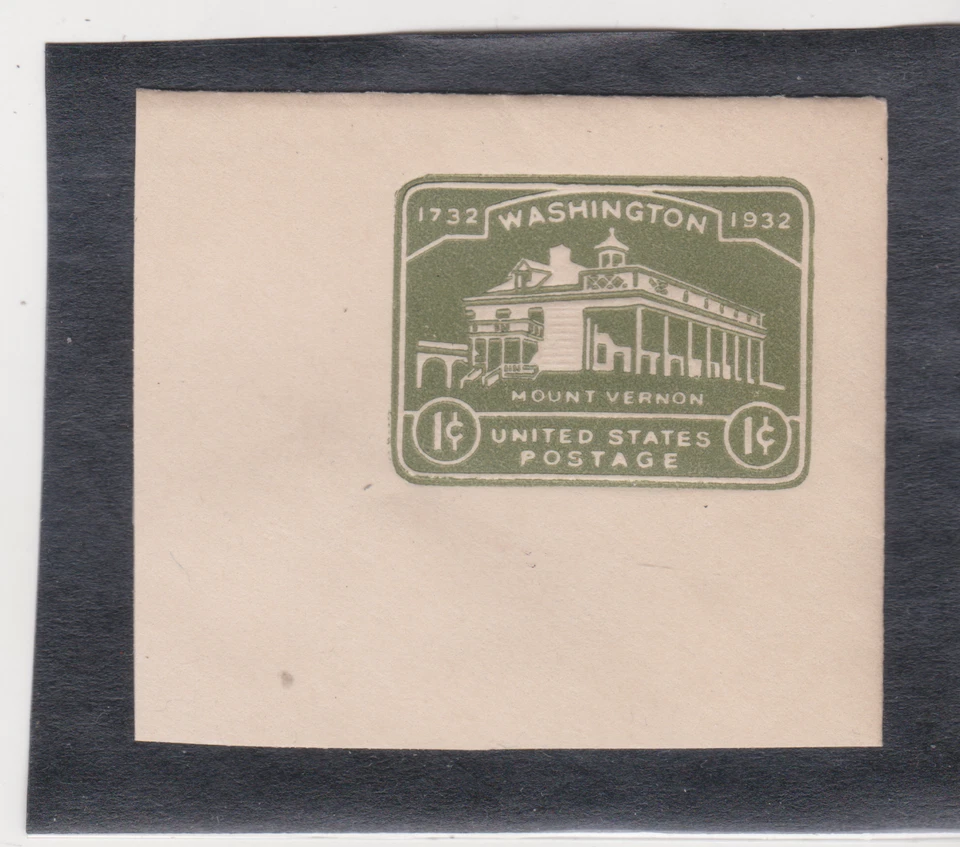 1732 WASHINGTON 1932
MOUNT VERNON
1¢ UNITED STATES 1¢
POSTAGE